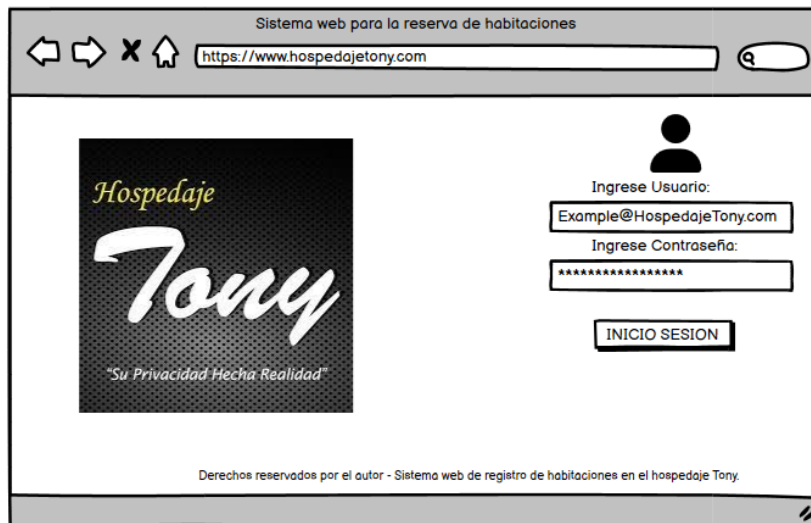 Sistema web para la reserva de habitaciones
https://www.hospedajetony.com
Hospedaje
Tony
“Su Privacidad Hecha Realidad”
Ingrese Usuario:
Example@HospedajeTony.com
Ingrese Contraseña:
*****************
INICIO SESION
Derechos reservados por el autor - Sistema web de registro de habitaciones en el hospedaje Tony.